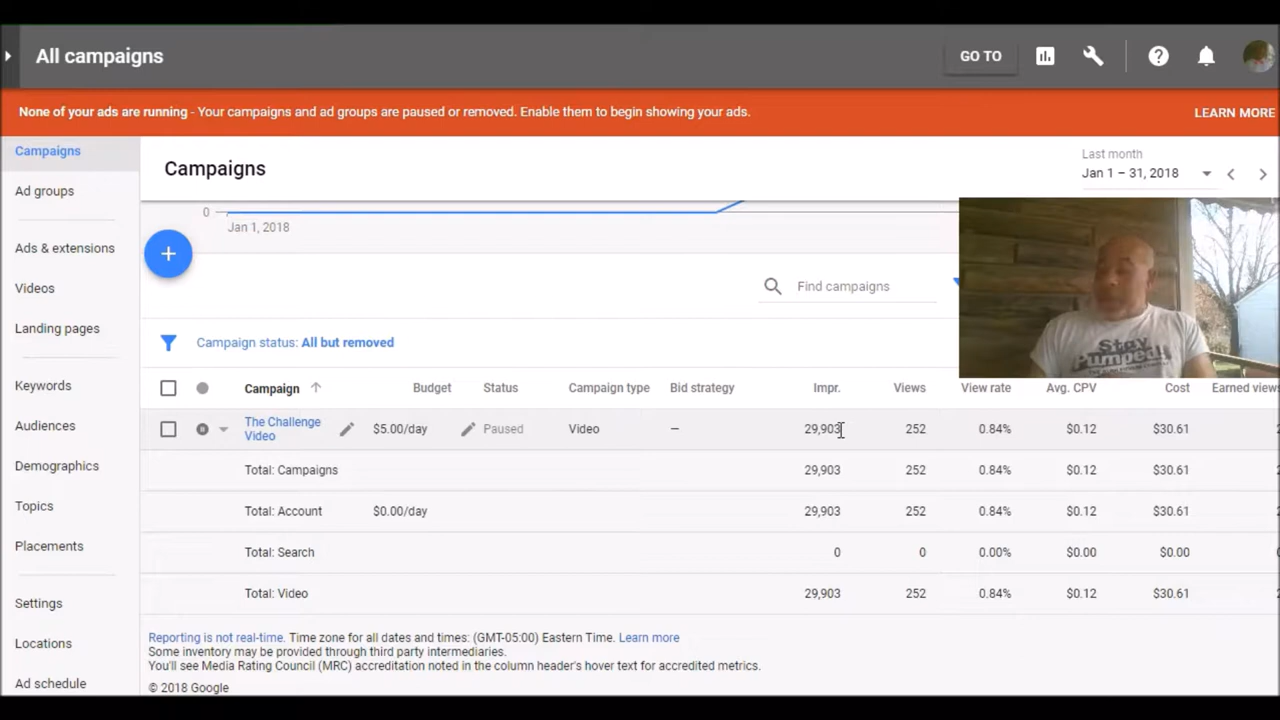 All campaigns
GO TO
None of your ads are running - Your campaigns and ad groups are paused or removed. Enable them to begin showing your ads.
LEARN MORE
Campaigns
Ad groups
Ads & extensions
Videos
Landing pages
Keywords
Audiences
Demographics
Topics
Placements
Settings
Locations
Ad schedule
Campaigns
Last month
Jan 1 – 31, 2018
0
Jan 1, 2018
Find campaigns
Campaign status: All but removed
Stay
Pumped!
Campaign Budget Status Campaign type Bid strategy Impr. Views View rate Avg. CPV Cost Earned views
The Challenge Video $5.00/day Paused Video – 29,903 252 0.84% $0.12 $30.61
Total: Campaigns 29,903 252 0.84% $0.12 $30.61
Total: Account $0.00/day 29,903 252 0.84% $0.12 $30.61
Total: Search 0 0 0.00% $0.00 $0.00
Total: Video 29,903 252 0.84% $0.12 $30.61
Reporting is not real-time. Time zone for all dates and times: (GMT-05:00) Eastern Time. Learn more
Some inventory may be provided through third party intermediaries.
You'll see Media Rating Council (MRC) accreditation noted in the column header's hover text for accredited metrics.
© 2018 Google